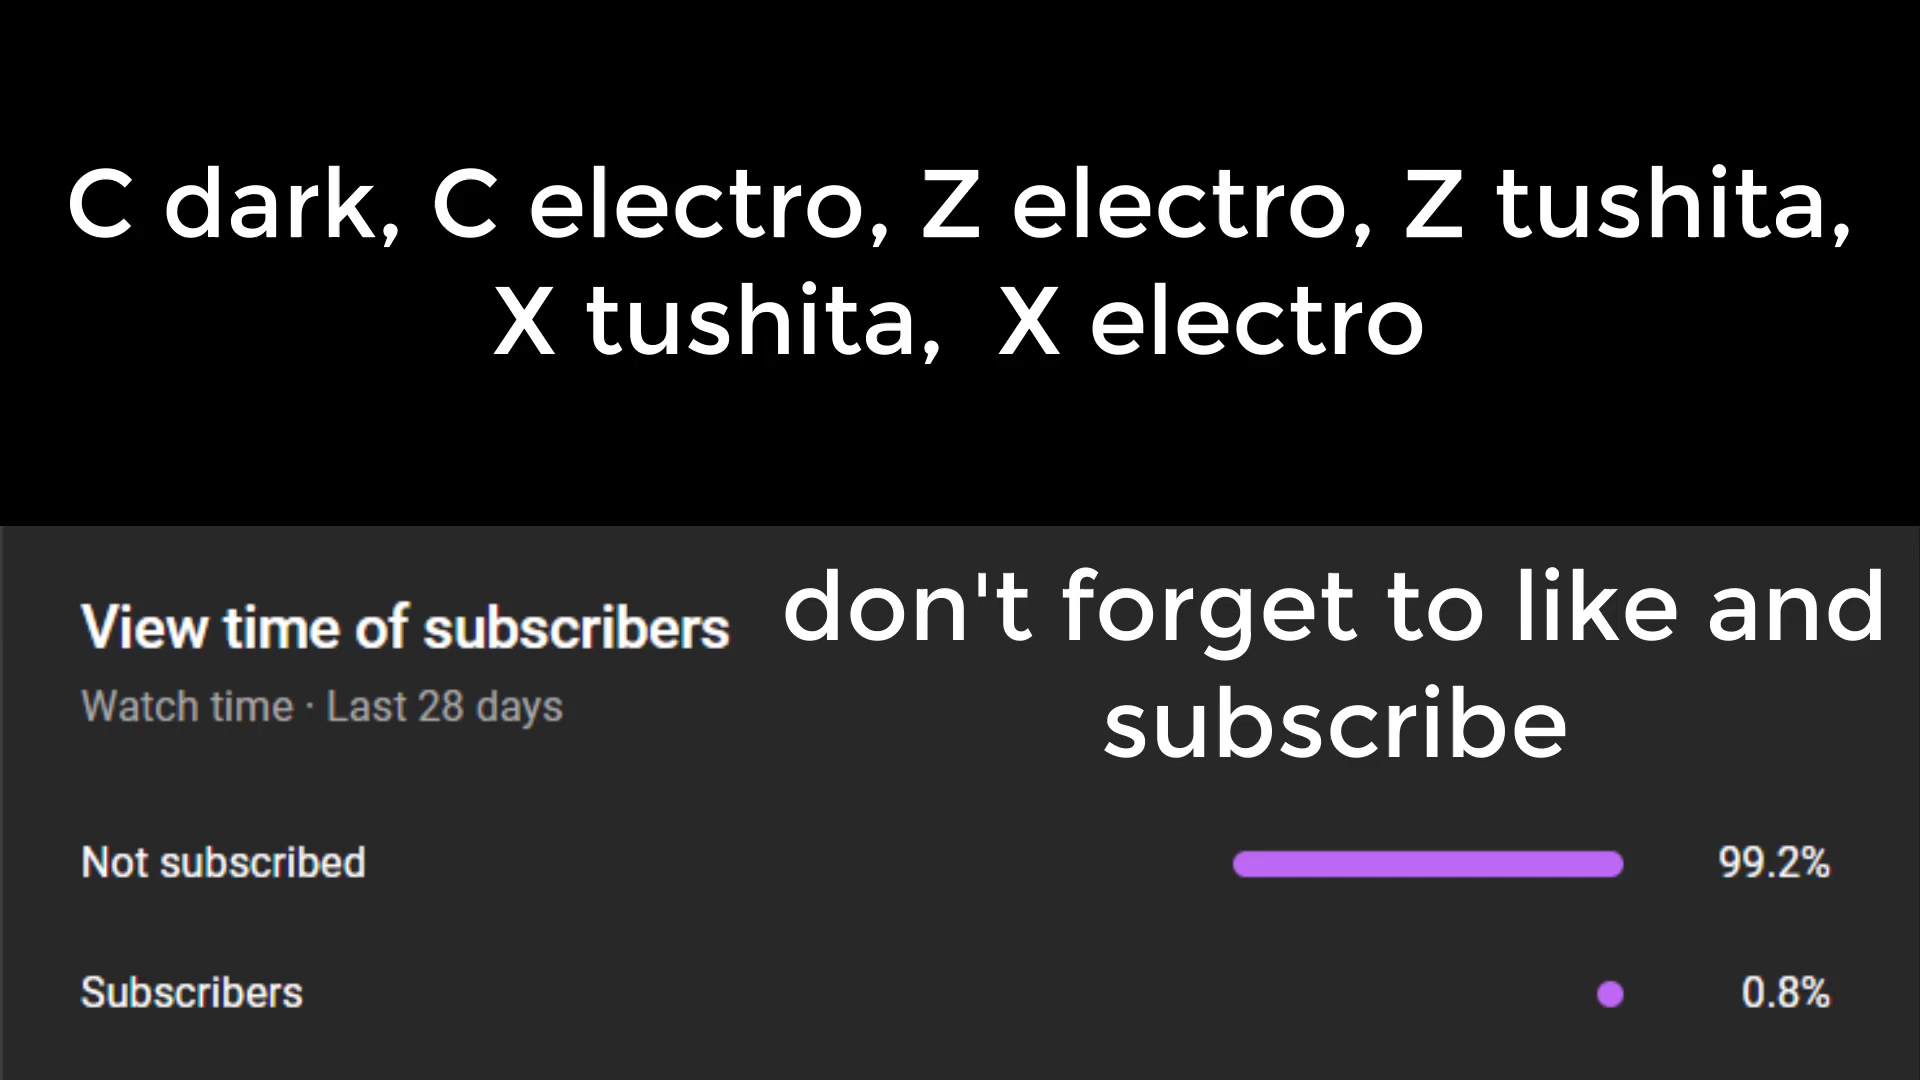 C dark, C electro, Z electro, Z tushita,
X tushita, X electro
don't forget to like and
subscribe
View time of subscribers
Watch time · Last 28 days
Not subscribed 99.2%
Subscribers 0.8%